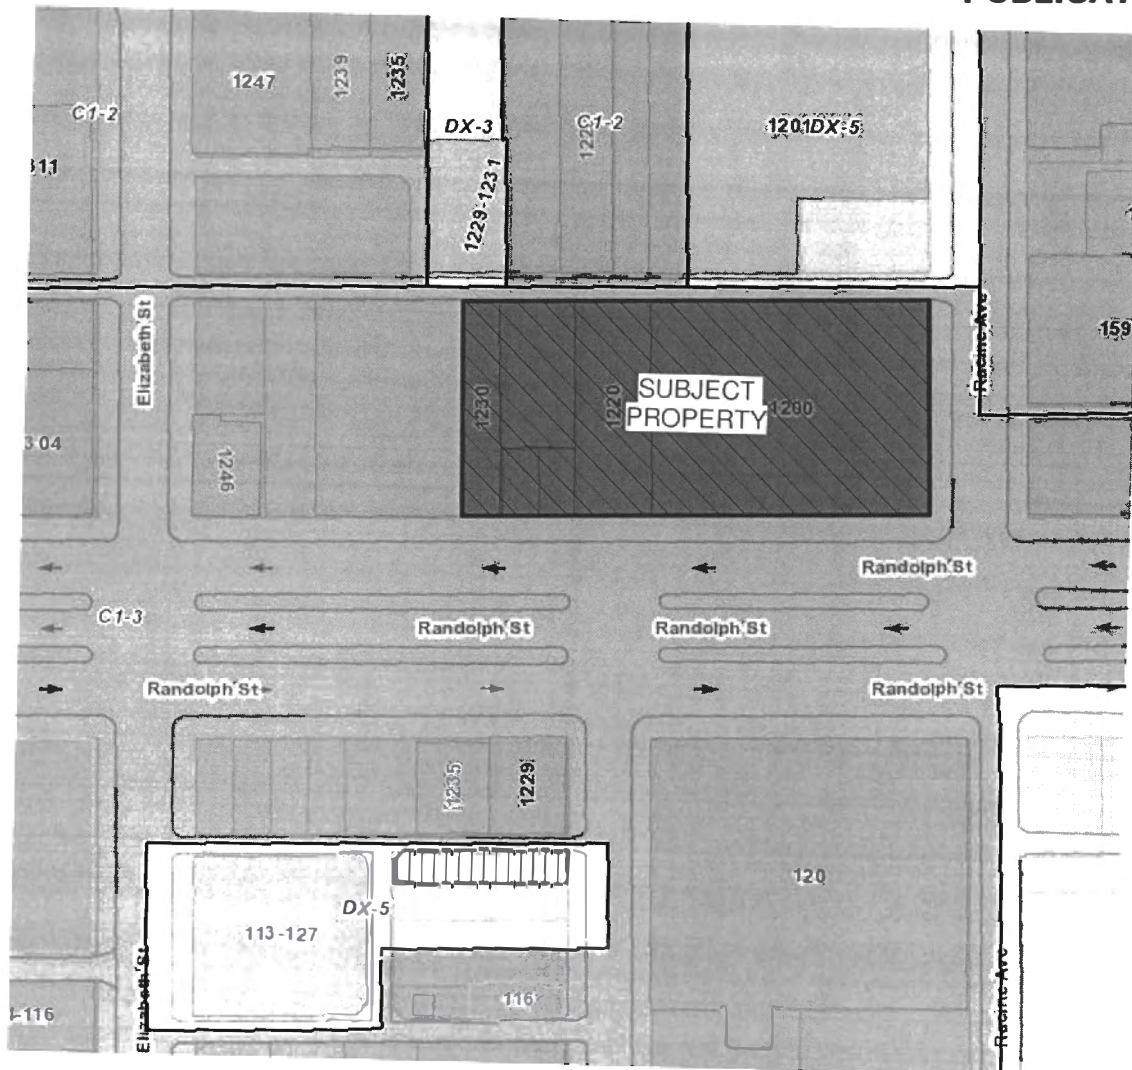 1247
1239
1235
C1-2
DX-3
C1-2
1201
DX-5
311
1229-1231
Elizabeth St
Racine Ave
159
1230
1220
SUBJECT
PROPERTY
1200
1246
Randolph St
C1-3
Randolph St
Randolph St
Randolph St
Randolph St
1235
1229
120
DX-5
113-127
116
Elizabeth St
Racine Ave
-116